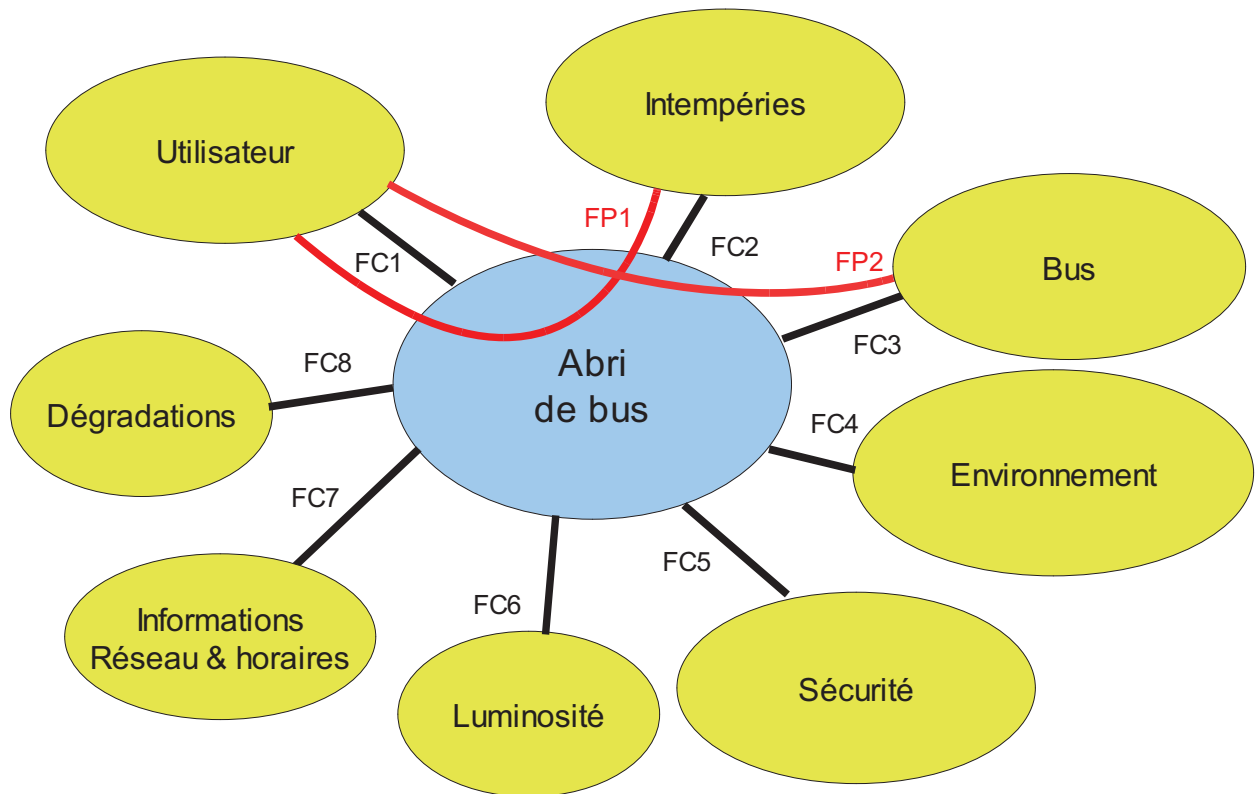 Intempéries
Utilisateur
FP1
FC2
FC1
FP2
Bus
FC3
Abri
de bus
FC8
Dégradations
FC4
Environnement
FC7
FC5
FC6
Informations
Réseau & horaires
Sécurité
Luminosité